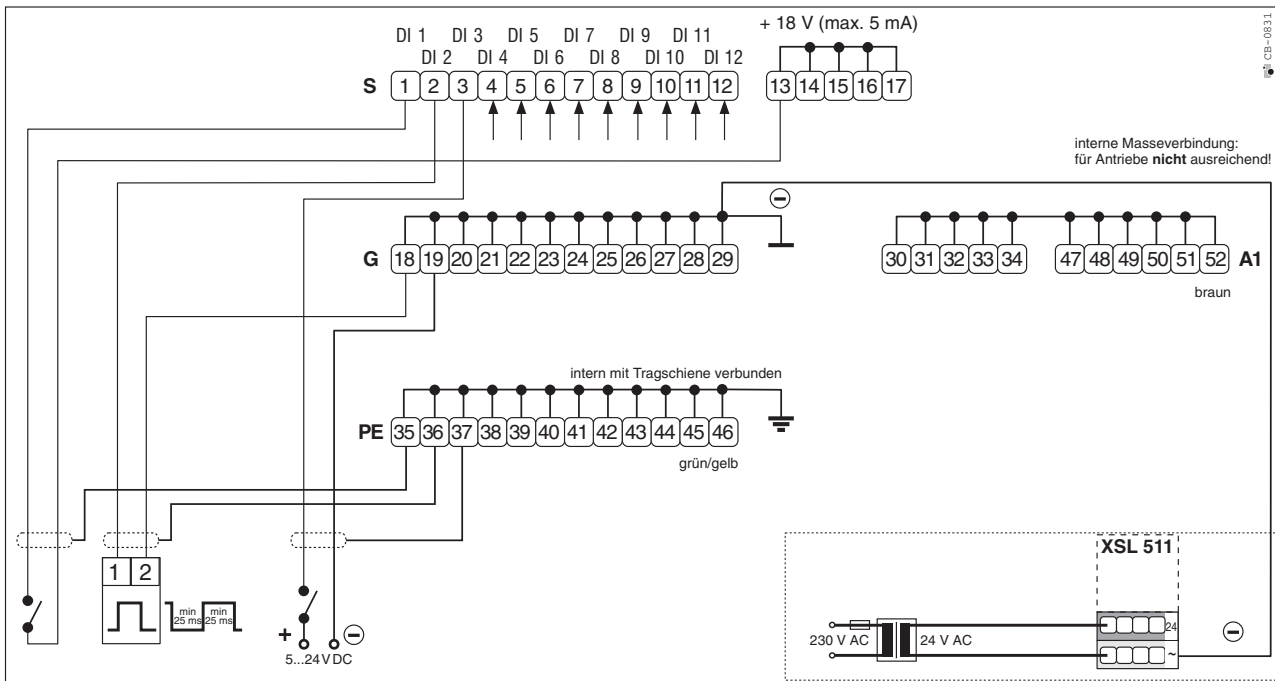 CB-0831
+ 18 V (max. 5 mA)
DI 1 DI 3 DI 5 DI 7 DI 9 DI 11
DI 2 DI 4 DI 6 DI 8 DI 10 DI 12
S 1 2 3 4 5 6 7 8 9 10 11 12 13 14 15 16 17
interne Masseverbindung:
für Antriebe nicht ausreichend!
G 18 19 20 21 22 23 24 25 26 27 28 29 30 31 32 33 34 47 48 49 50 51 52 A1
braun
intern mit Tragschiene verbunden
PE 35 36 37 38 39 40 41 42 43 44 45 46
grün/gelb
XSL 511
1 2
min
25 ms
min
25 ms
+ −
5...24 V DC
230 V AC 24 V AC
24
~